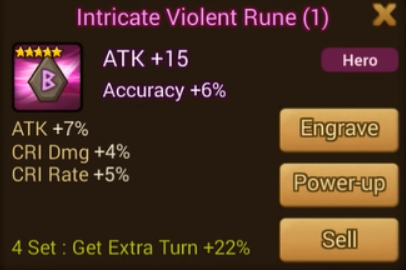 Intricate Violent Rune (1)
ATK +15
Hero
Accuracy +6%
ATK +7%
CRI Dmg +4%
CRI Rate +5%
Engrave
Power-up
Sell
4 Set : Get Extra Turn +22%